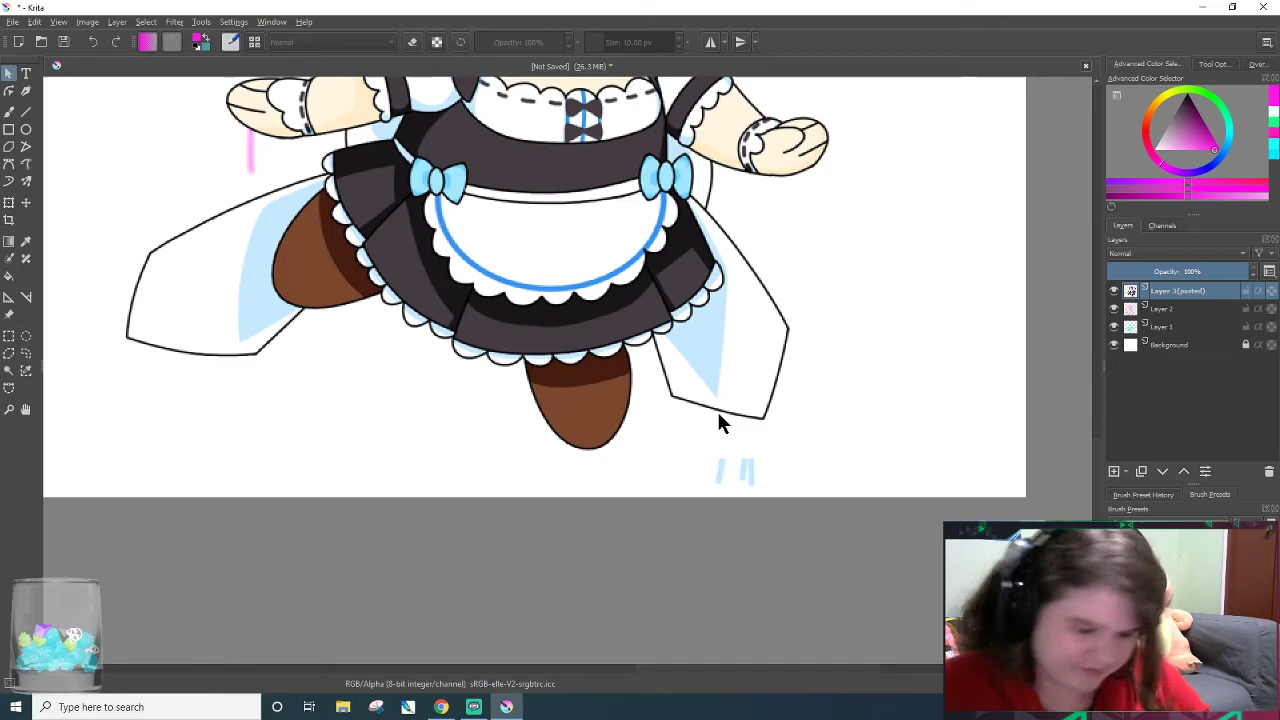 * - Krita
File Edit View Image Layer Select Filter Tools Settings Window Help
Normal Opacity: 100% Size: 10.00 px
[Not Saved] (26.3 MiB) *
Advanced Color Selec... Tool Opt... Over...
Advanced Color Selector
Layers Channels
Layers
Normal
Opacity: 100%
Layer 3(pasted)
Layer 2
Layer 1
Background
Brush Preset History Brush Presets
Brush Presets
RGB/Alpha (8-bit integer/channel) sRGB-elle-V2-srgbtrc.icc
Type here to search